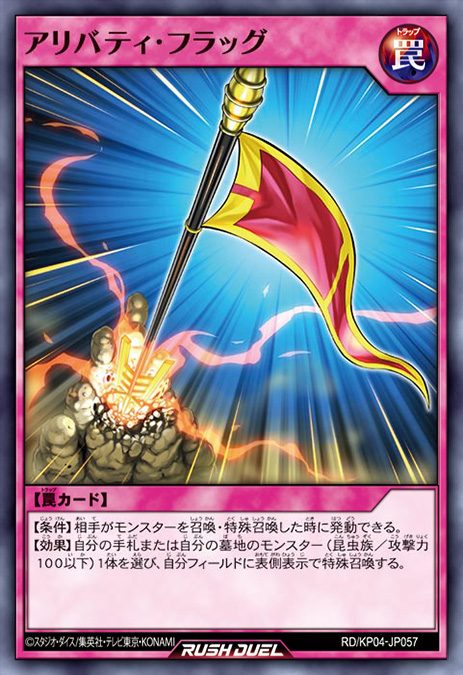 アリバティ・フラッグ
トラップ
罠
【罠カード】
【条件】相手がモンスターを召喚・特殊召喚した時に発動できる。
【効果】自分の手札または自分の墓地のモンスター（昆虫族／攻撃力
100以下）1体を選び、自分フィールドに表側表示で特殊召喚する。
©スタジオ・ダイス/集英社・テレビ東京・KONAMI
RUSH DUEL
RD/KP04-JP057